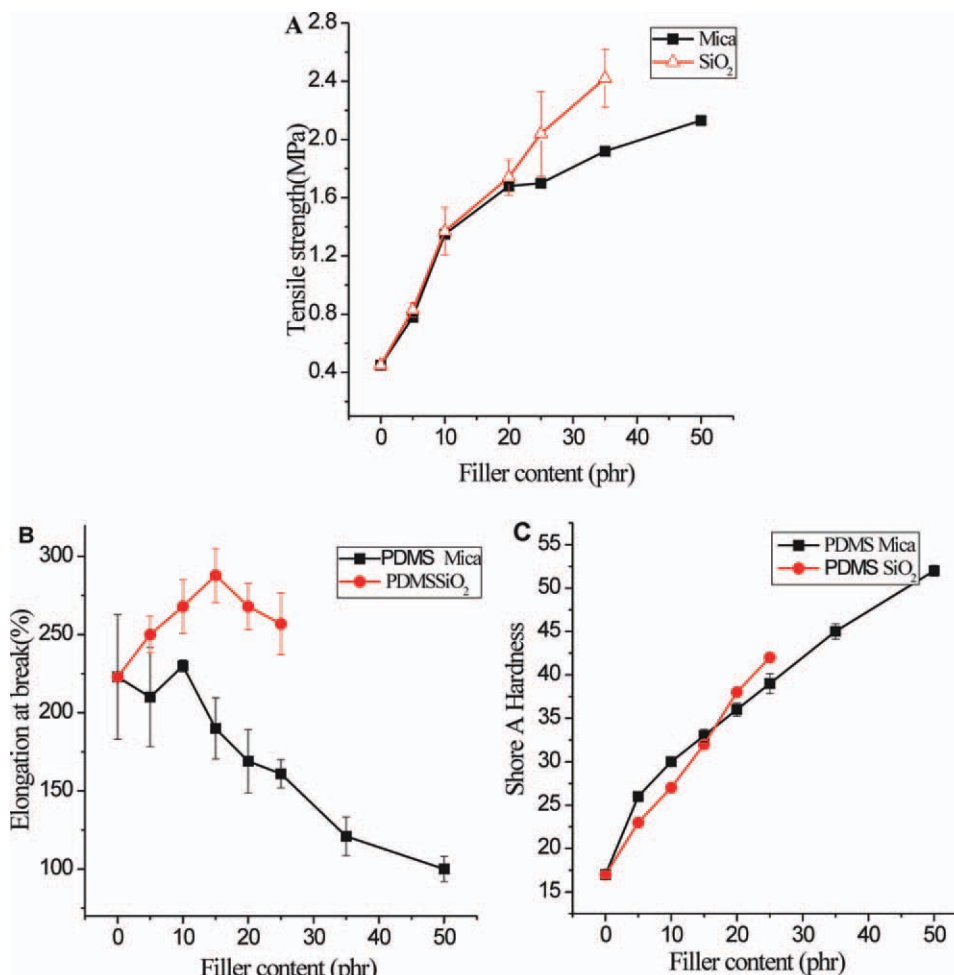 A
2.8
Mica
SiO2
2.4
2.0
1.6
1.2
0.8
0.4
Tensile strength(MPa)
0 10 20 30 40 50
Filler content (phr)
B
300
PDMS Mica
PDMSSiO2
250
200
150
100
Elongation at break(%)
0 10 20 30 40 50
Filler content (phr)
C
55
PDMS Mica
PDMS SiO2
50
45
40
35
30
25
20
15
Shore A Hardness
0 10 20 30 40 50
Filler content (phr)